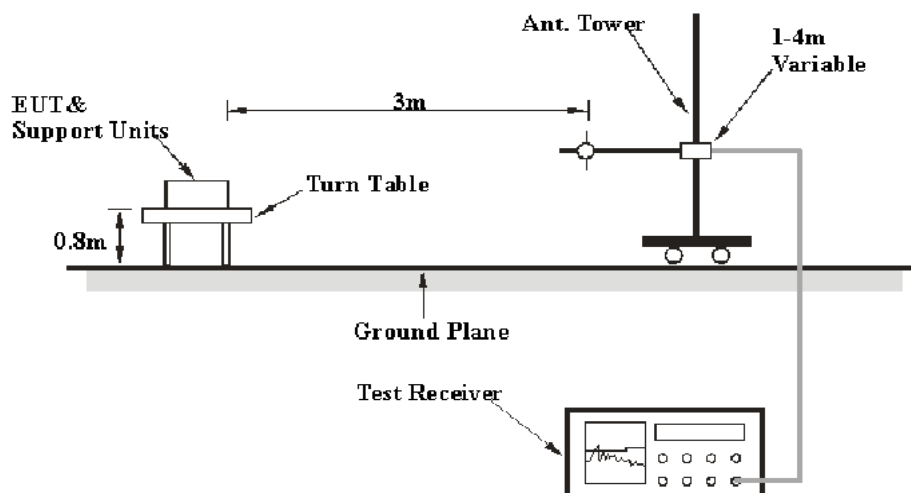 Ant. Tower
1-4m
Variable
3m
EUT&
Support Units
Turn Table
0.8m
Ground Plane
Test Receiver